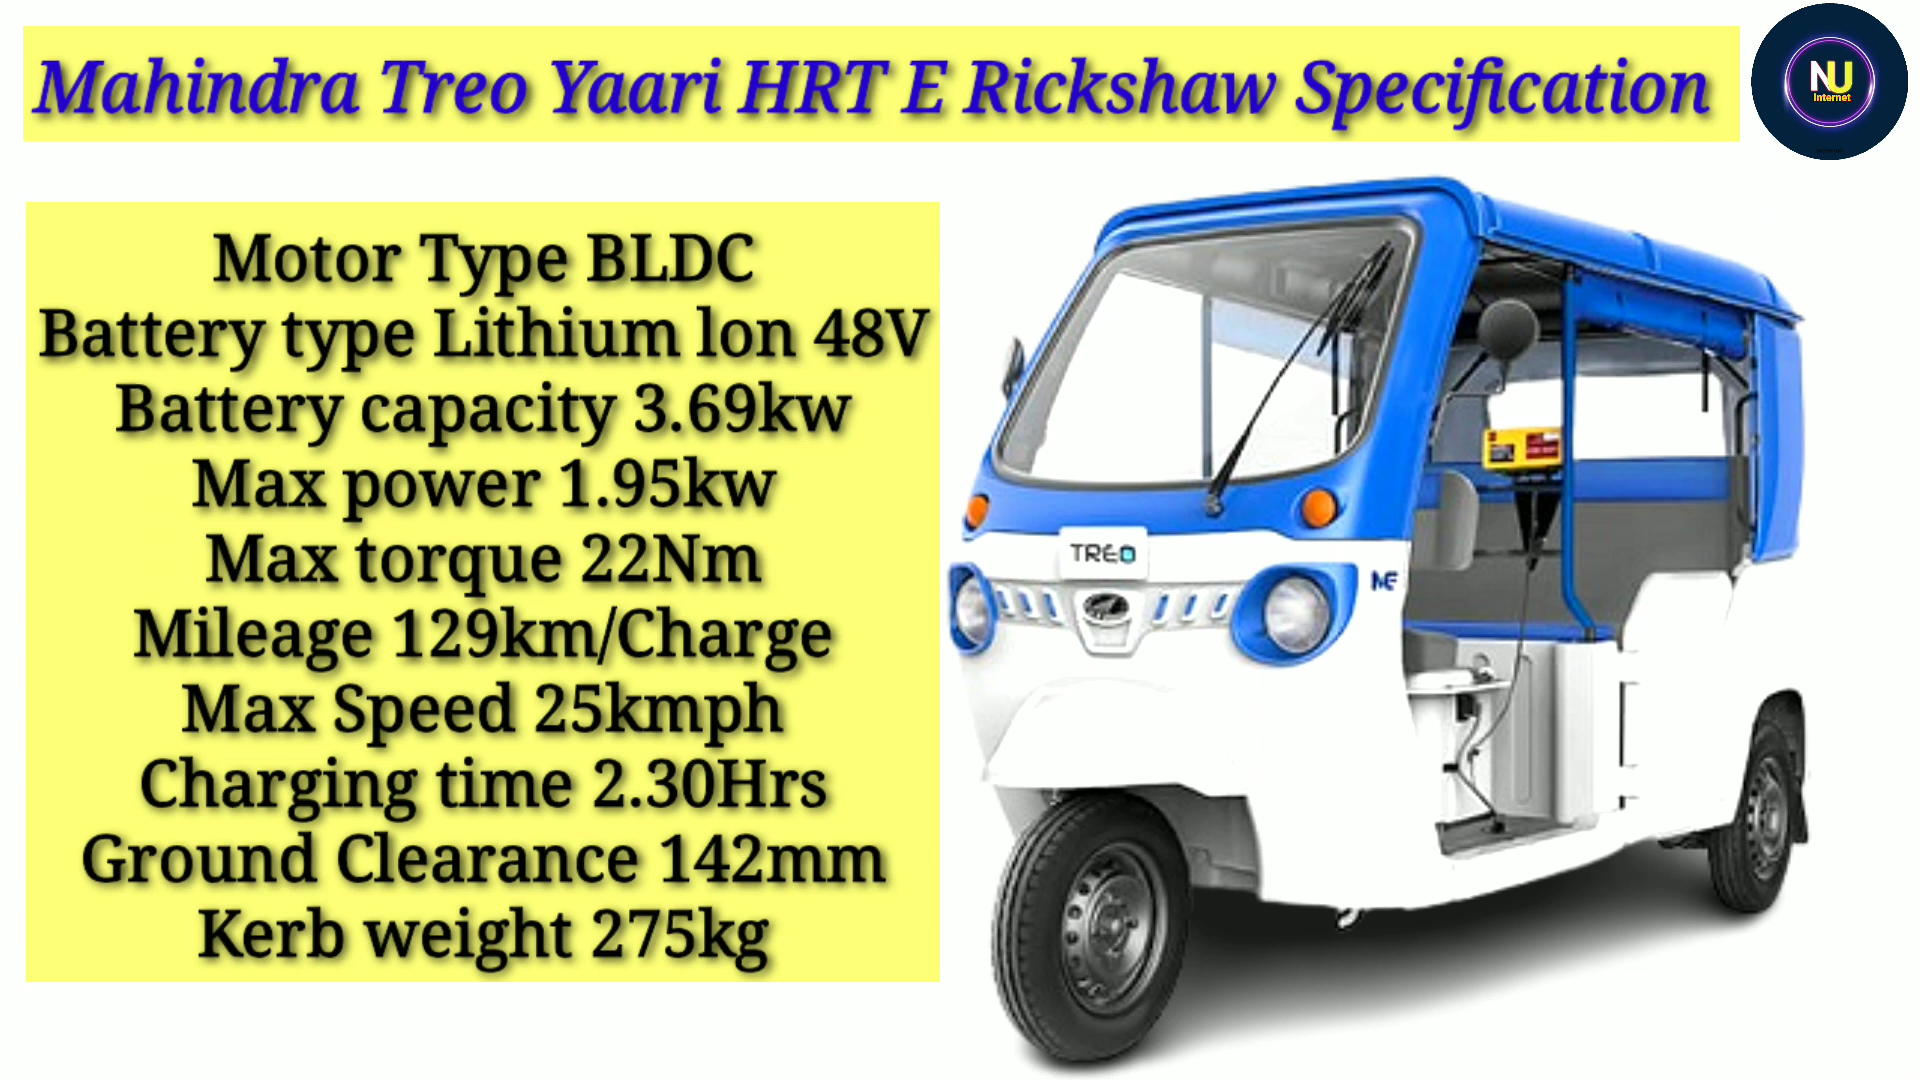 Mahindra Treo Yaari HRT E Rickshaw Specification
NU
Internet
Motor Type BLDC
Battery type Lithium lon 48V
Battery capacity 3.69kw
Max power 1.95kw
Max torque 22Nm
Mileage 129km/Charge
Max Speed 25kmph
Charging time 2.30Hrs
Ground Clearance 142mm
Kerb weight 275kg
TREO